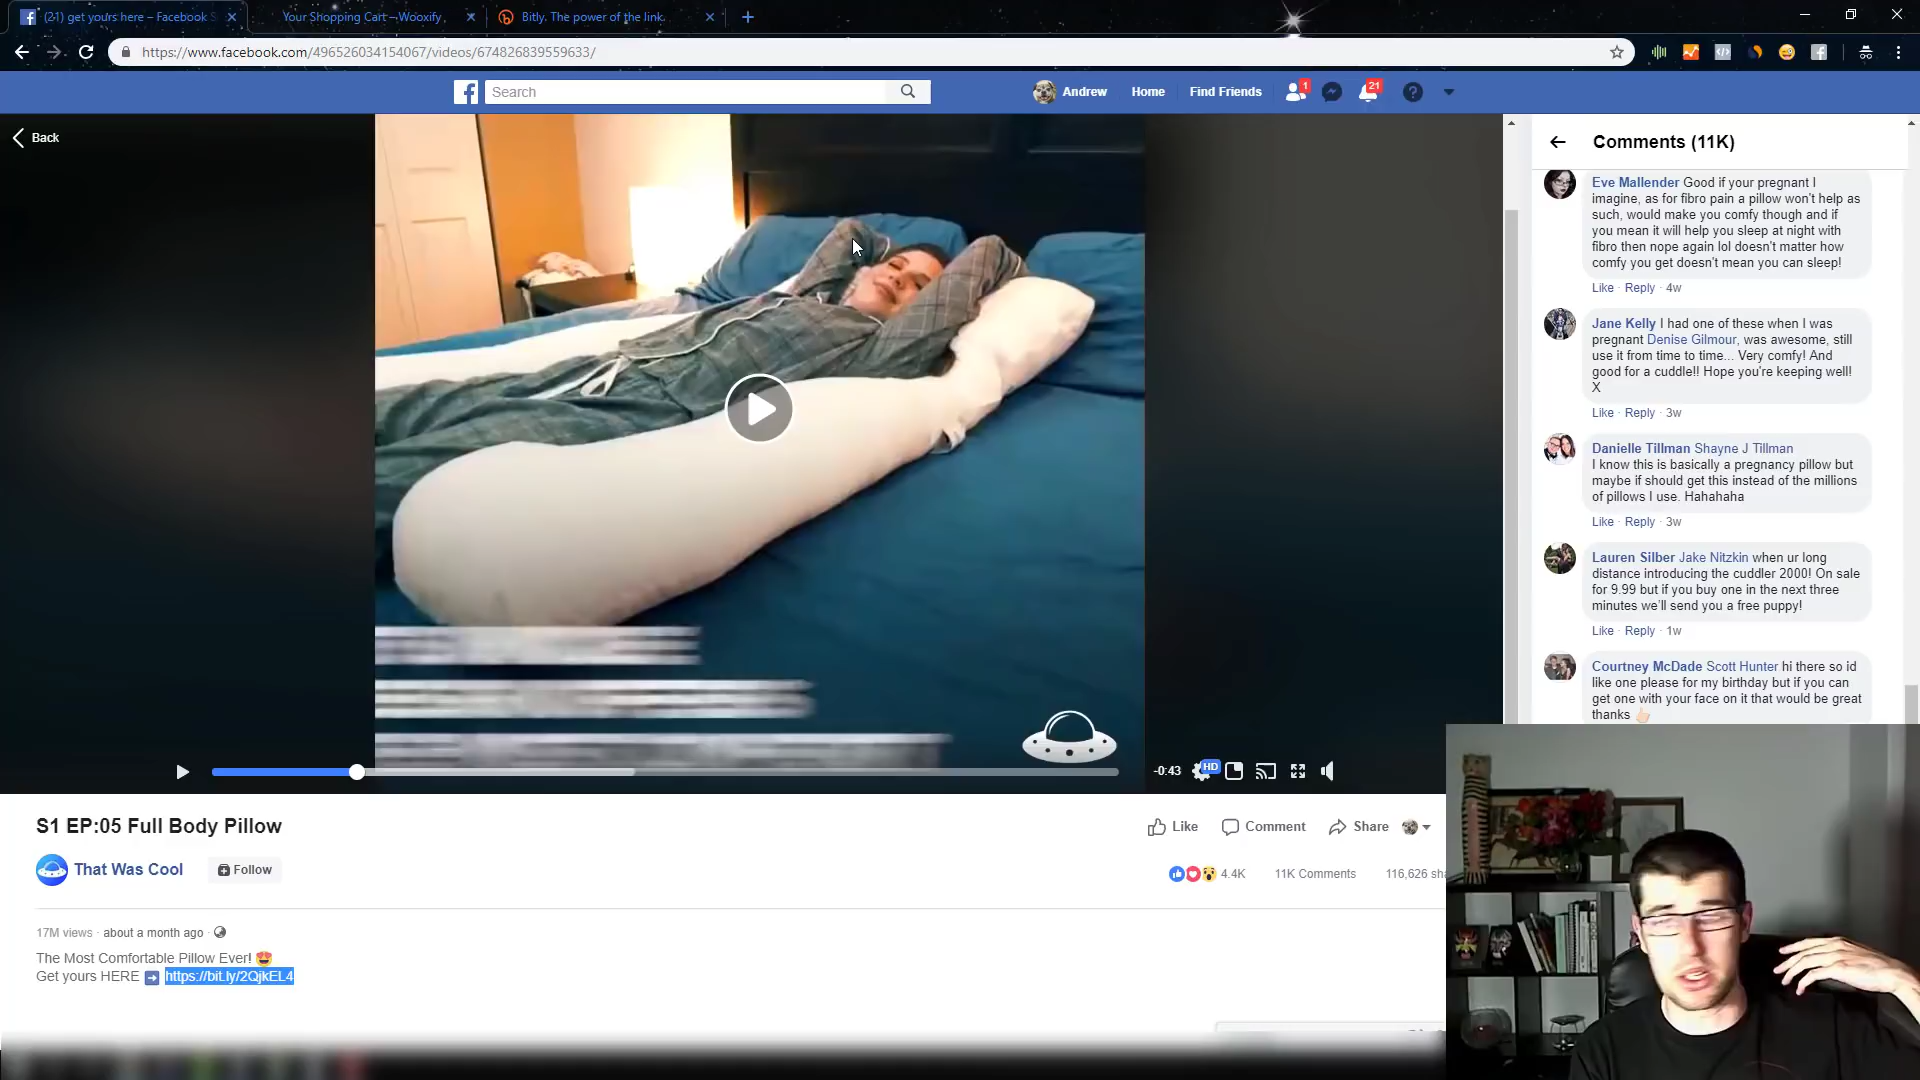 (21) get yours here – Facebook S
Your Shopping Cart – Wooxify
Bitly. The power of the link.
https://www.facebook.com/496526034154067/videos/674826839559633/
Search
Andrew
Home
Find Friends
1
21
Back
Comments (11K)
Eve Mallender Good if your pregnant I
imagine, as for fibro pain a pillow won't help as
such, would make you comfy though and if
you mean it will help you sleep at night with
fibro then nope again lol doesn't matter how
comfy you get doesn't mean you can sleep!
Like · Reply · 4w
Jane Kelly I had one of these when I was
pregnant Denise Gilmour, was awesome, still
use it from time to time... Very comfy! And
good for a cuddle!! Hope you're keeping well!
X
Like · Reply · 3w
Danielle Tillman Shayne J Tillman
I know this is basically a pregnancy pillow but
maybe if should get this instead of the millions
of pillows I use. Hahahaha
Like · Reply · 3w
Lauren Silber Jake Nitzkin when ur long
distance introducing the cuddler 2000! On sale
for 9.99 but if you buy one in the next three
minutes we'll send you a free puppy!
Like · Reply · 1w
Courtney McDade Scott Hunter hi there so id
like one please for my birthday but if you can
get one with your face on it that would be great
thanks 👆🏻
-0:43
HD
S1 EP:05 Full Body Pillow
Like
Comment
Share
That Was Cool
Follow
4.4K
11K Comments
116,626 sha
17M views · about a month ago ·
The Most Comfortable Pillow Ever! 😍
Get yours HERE ➡ https://bit.ly/2QjkEL4